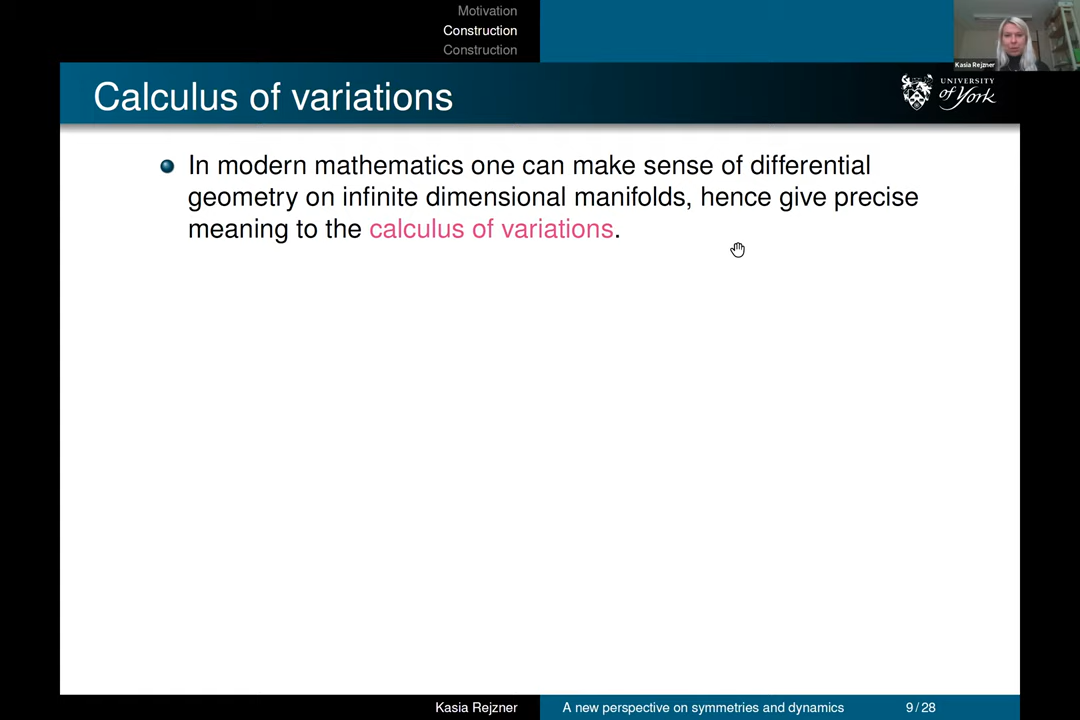 Motivation
Construction
Construction
Kasia Rejzner
Calculus of variations
UNIVERSITY
of York
In modern mathematics one can make sense of differential
geometry on infinite dimensional manifolds, hence give precise
meaning to the calculus of variations.
Kasia Rejzner
A new perspective on symmetries and dynamics
9 / 28